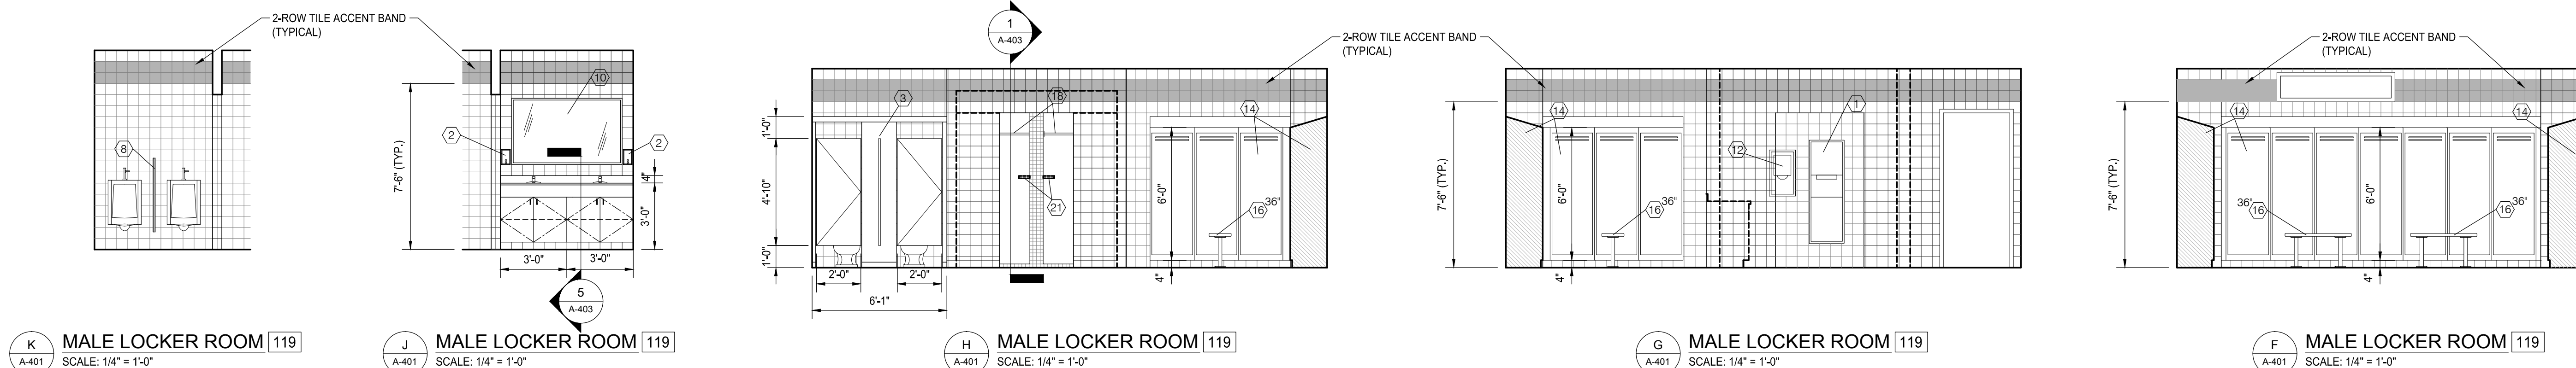 2-ROW TILE ACCENT BAND
(TYPICAL)
8
7'-6" (TYP.)
2
10
2
4"
3'-0"
3'-0"
3'-0"
5
A-403
K
A-401
MALE LOCKER ROOM 119
SCALE: 1/4" = 1'-0"
J
A-401
MALE LOCKER ROOM 119
SCALE: 1/4" = 1'-0"
1
A-403
2-ROW TILE ACCENT BAND
(TYPICAL)
1'-0"
4'-10"
1'-0"
3
18
14
21
6'-0"
16
36"
2'-0"
2'-0"
4"
6'-1"
H
A-401
MALE LOCKER ROOM 119
SCALE: 1/4" = 1'-0"
7'-6" (TYP.)
14
6'-0"
16
36"
4"
12
1
G
A-401
MALE LOCKER ROOM 119
SCALE: 1/4" = 1'-0"
2-ROW TILE ACCENT BAND
(TYPICAL)
7'-6" (TYP.)
14
14
36"
16
6'-0"
16
36"
4"
F
A-401
MALE LOCKER ROOM 119
SCALE: 1/4" = 1'-0"